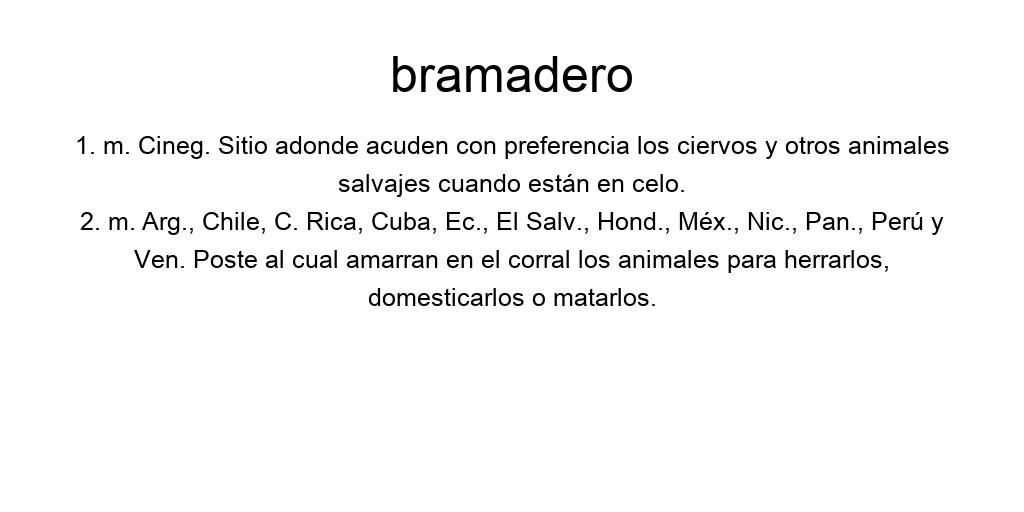 bramadero
1. m. Cineg. Sitio adonde acuden con preferencia los ciervos y otros animales
salvajes cuando están en celo.
2. m. Arg., Chile, C. Rica, Cuba, Ec., El Salv., Hond., Méx., Nic., Pan., Perú y
Ven. Poste al cual amarran en el corral los animales para herrarlos,
domesticarlos o matarlos.